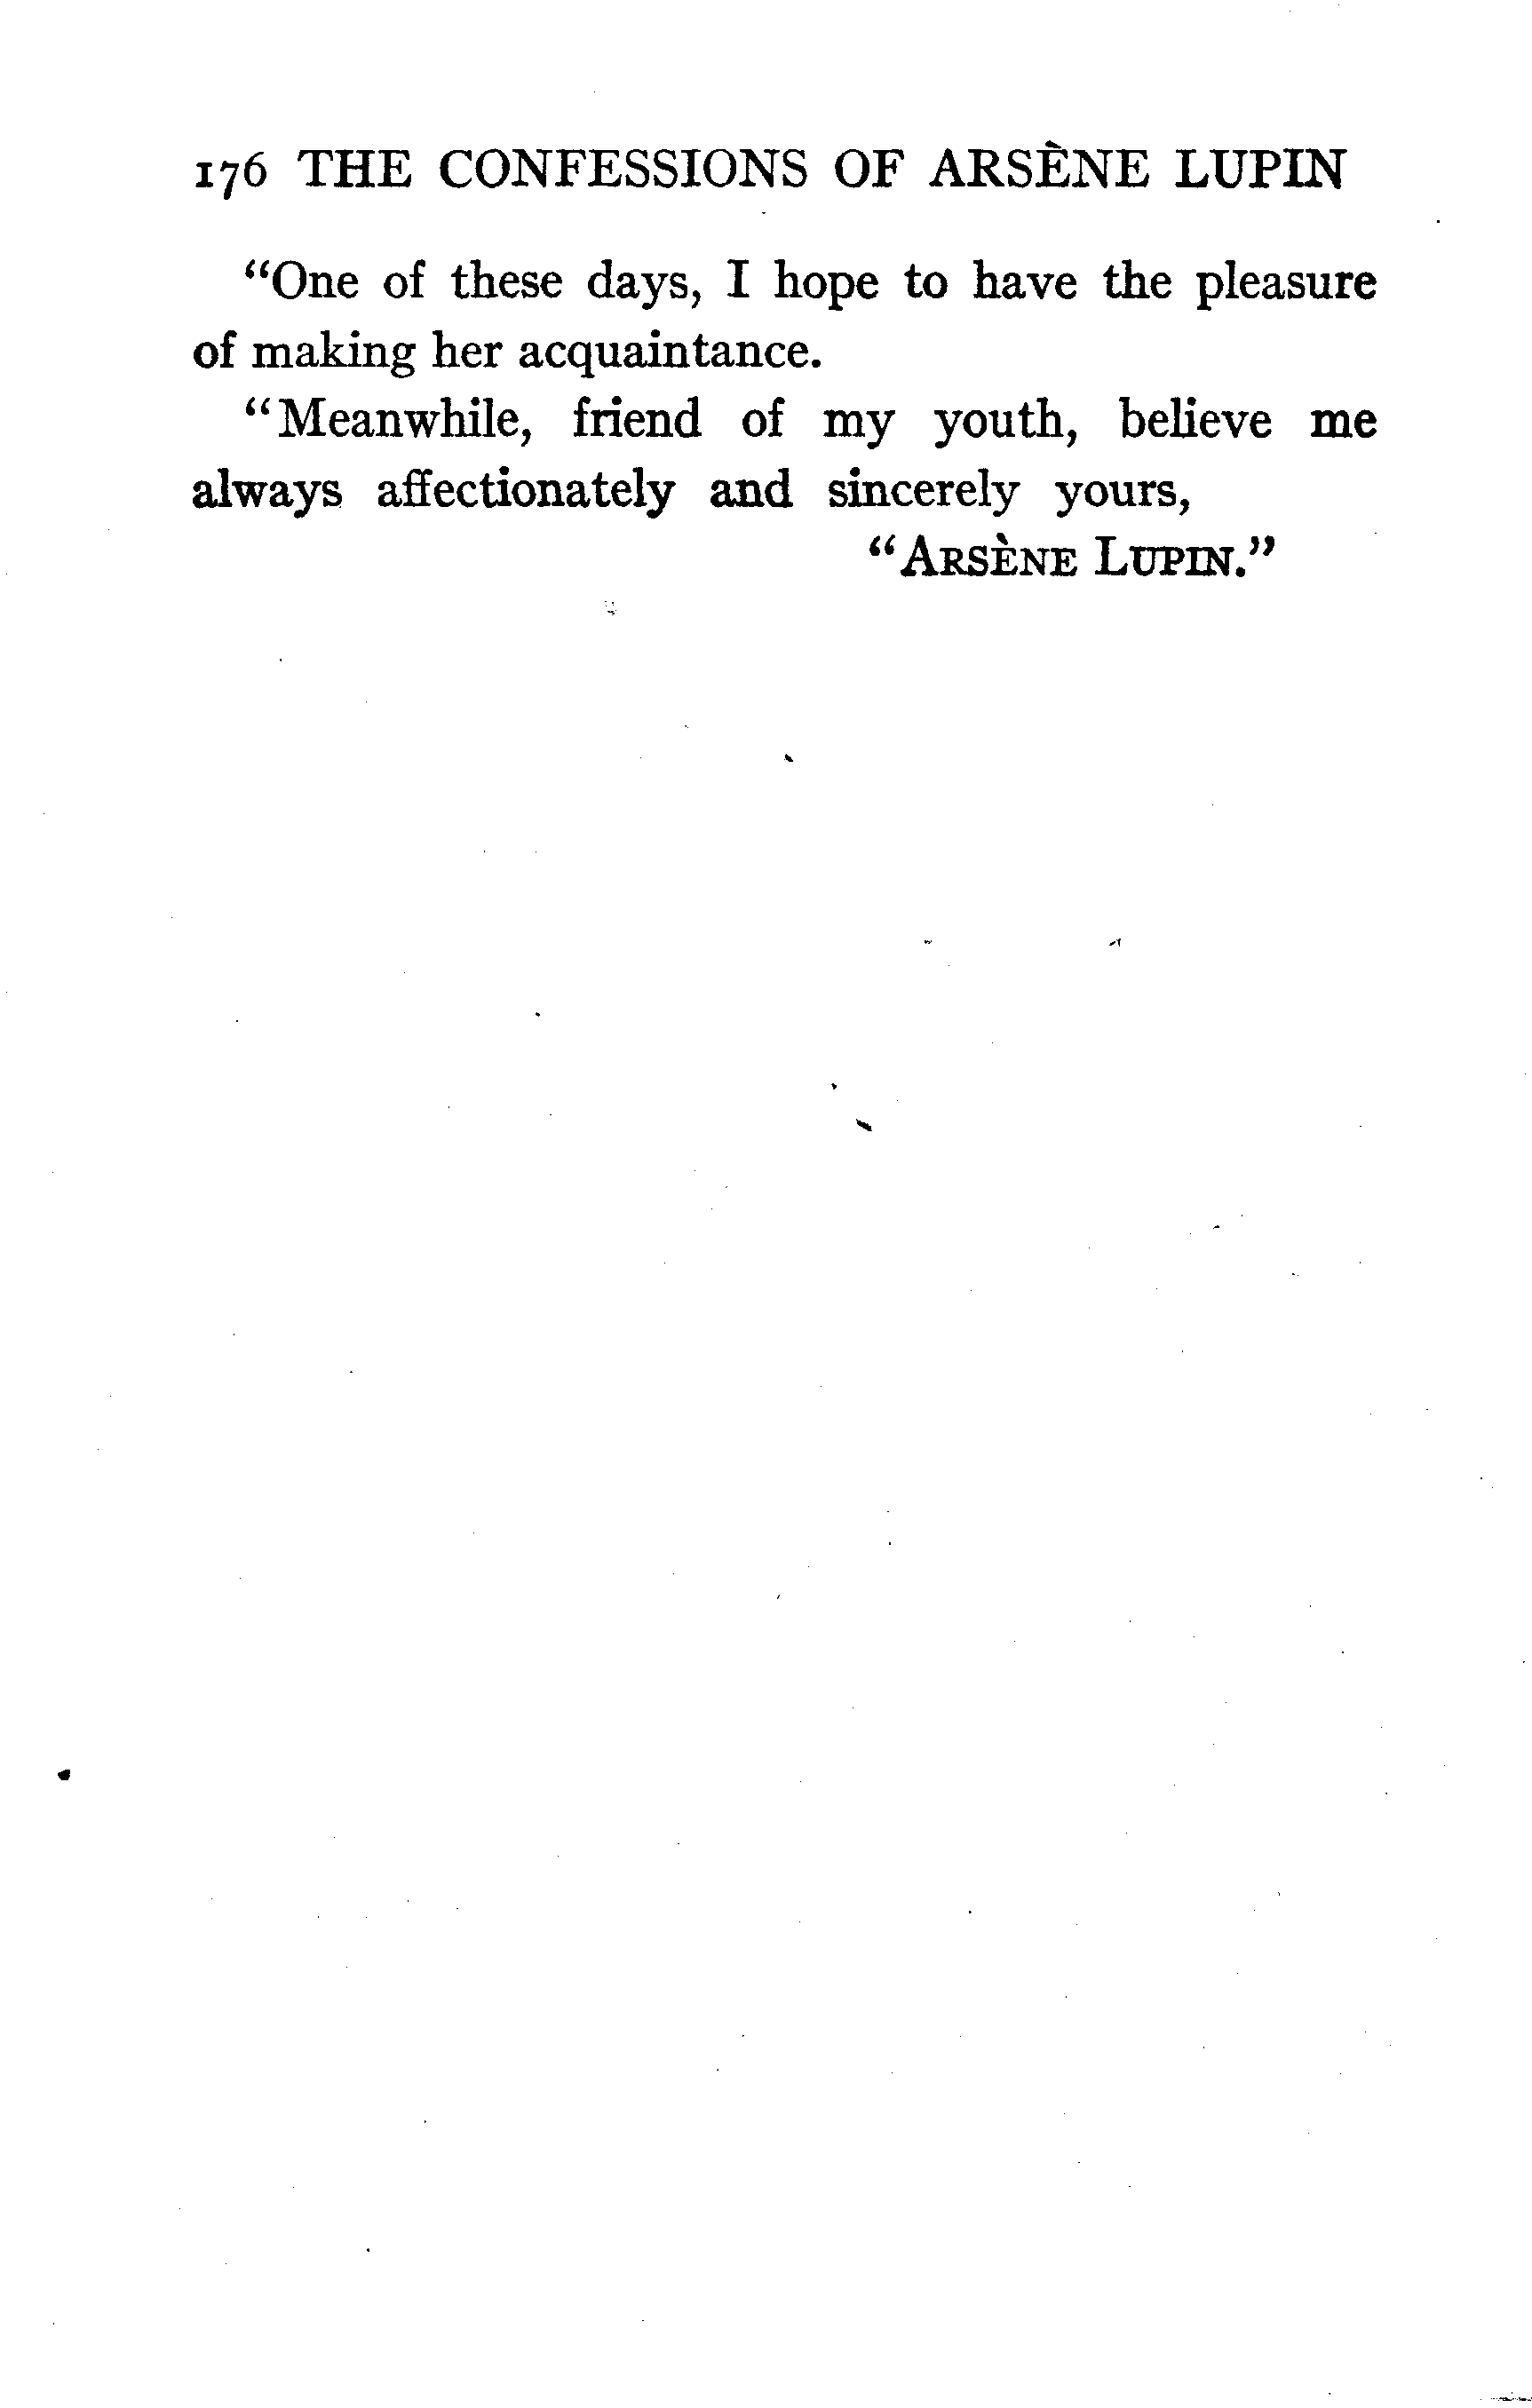 176 THE CONFESSIONS OF ARSÈNE LUPIN
“One of these days, I hope to have the pleasure
of making her acquaintance.
“Meanwhile, friend of my youth, believe me
always affectionately and sincerely yours,
“ARSÈNE LUPIN.”